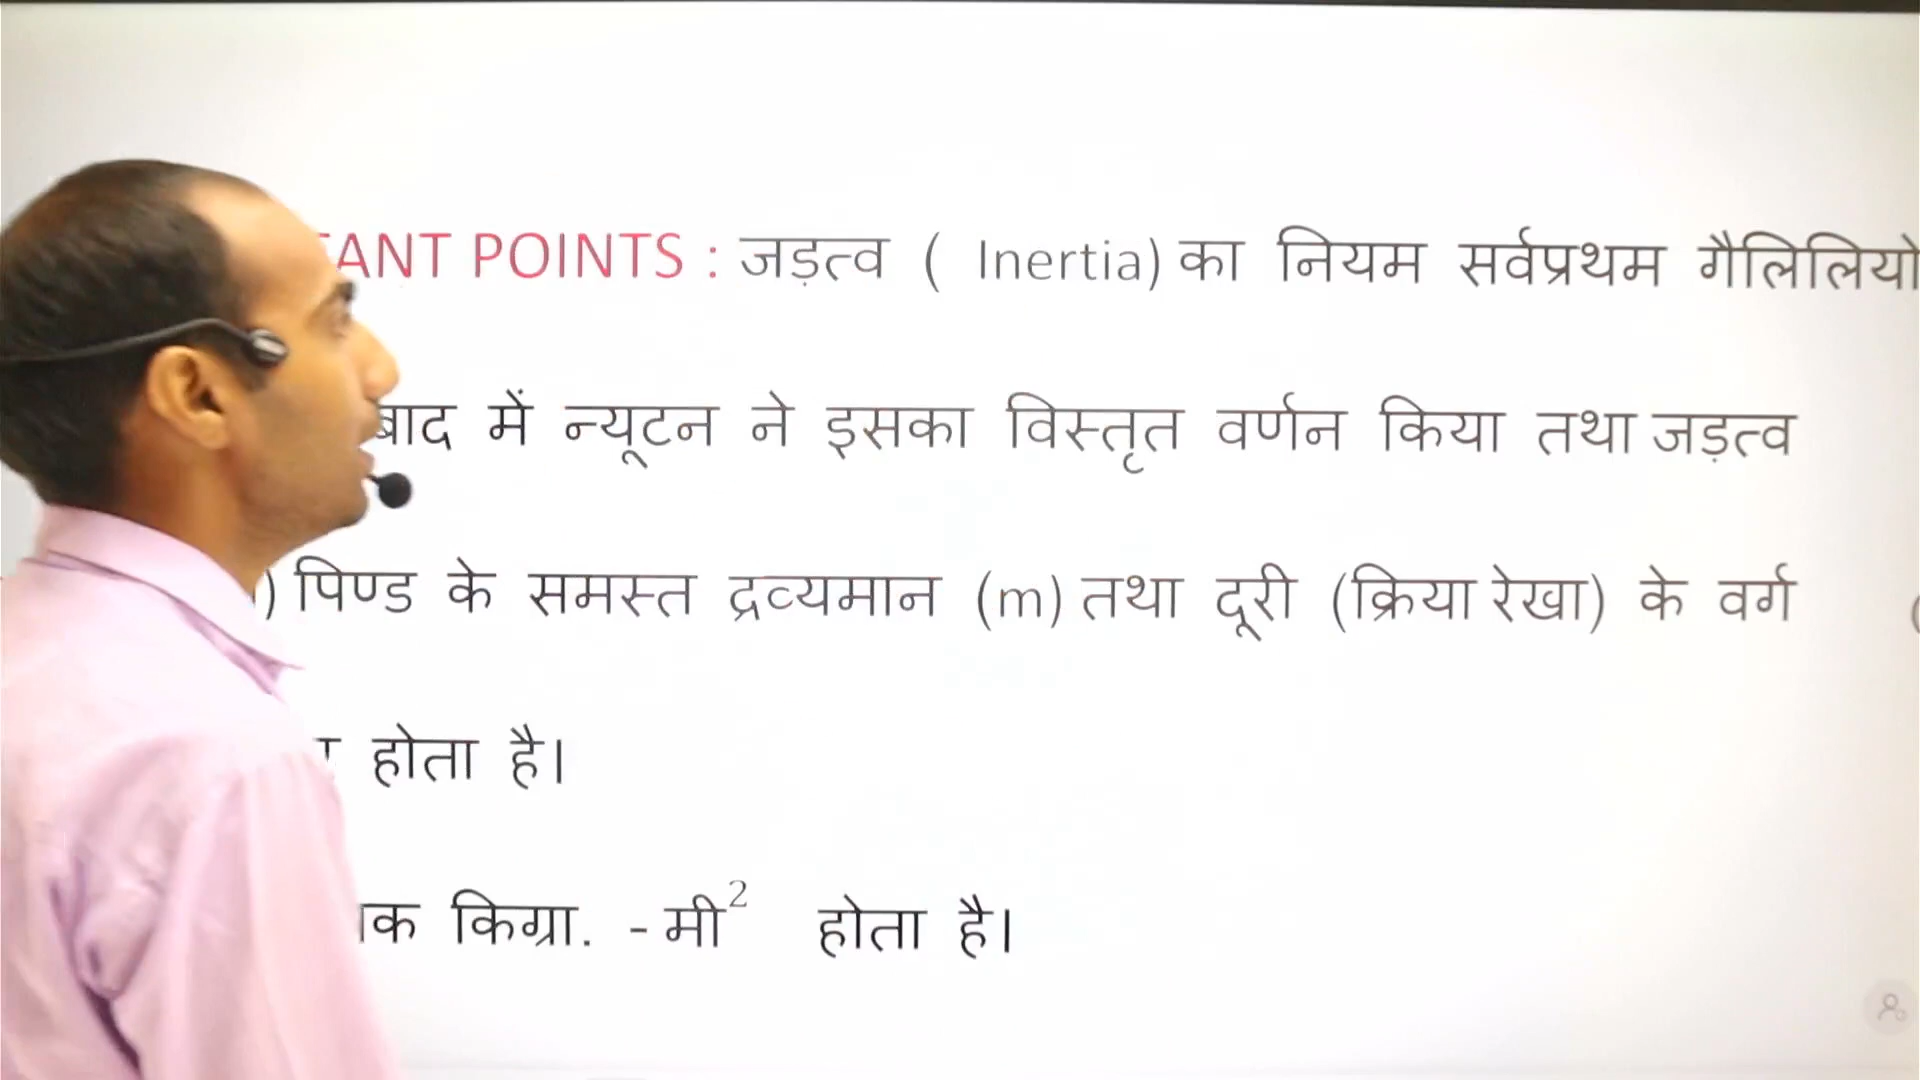 POINTS : जड़त्व ( Inertia) का नियम सर्वप्रथम गैलिलियो
बाद में न्यूटन ने इसका विस्तृत वर्णन किया तथा जड़त्व
पिण्ड के समस्त द्रव्यमान (m) तथा दूरी (क्रिया रेखा) के वर्ग
होता है।
किग्रा. - मी² होता है।